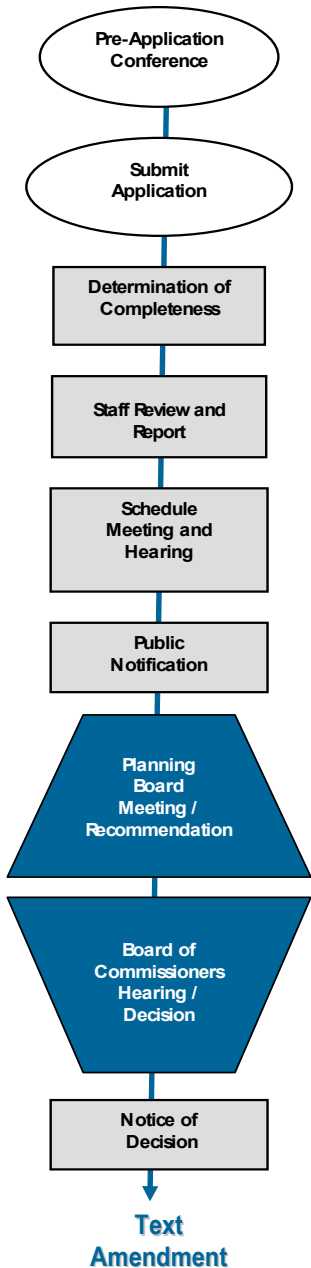 Pre-Application
Conference
Submit
Application
Determination of
Completeness
Staff Review and
Report
Schedule
Meeting and
Hearing
Public
Notification
Planning
Board
Meeting /
Recommendation
Board of
Commissioners
Hearing /
Decision
Notice of
Decision
Text
Amendment